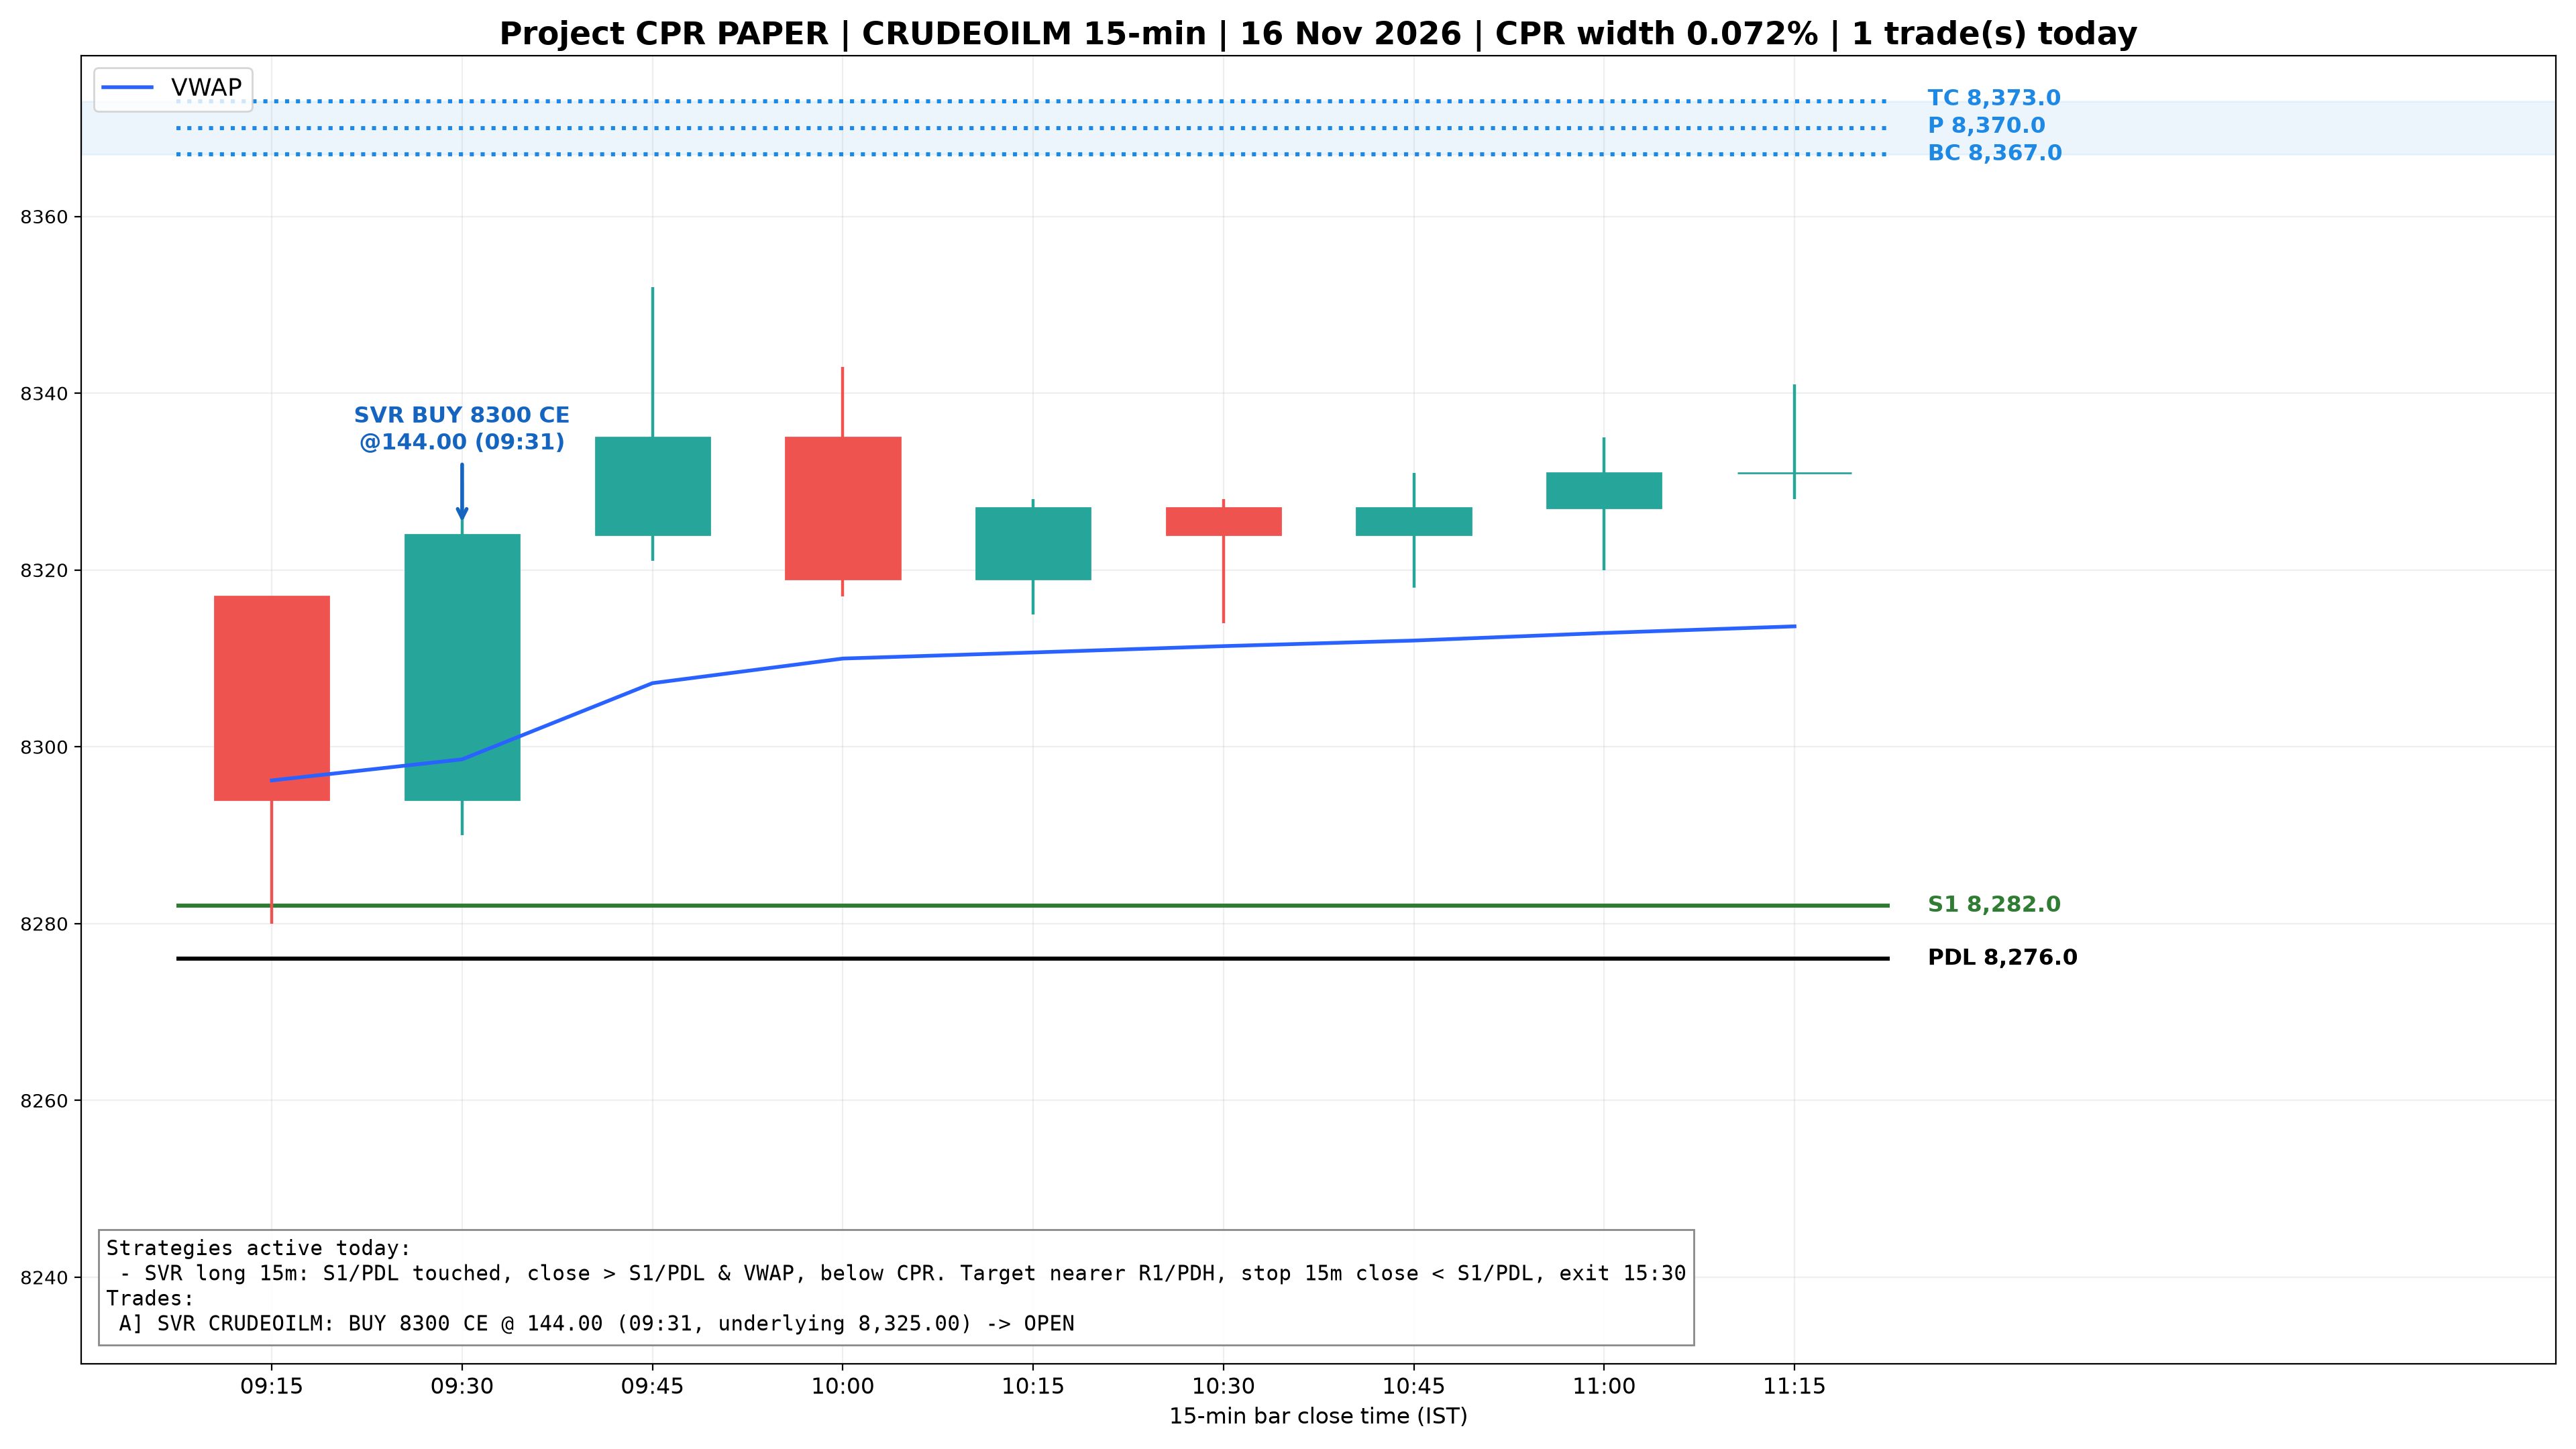 Project CPR PAPER | CRUDEOILM 15-min | 16 Nov 2026 | CPR width 0.072% | 1 trade(s) today
VWAP
TC 8,373.0
P 8,370.0
BC 8,367.0
8360
8340
SVR BUY 8300 CE
@144.00 (09:31)
8320
8300
S1 8,282.0
8280
PDL 8,276.0
8260
8240
Strategies active today:
- SVR long 15m: S1/PDL touched, close > S1/PDL & VWAP, below CPR. Target nearer R1/PDH, stop 15m close < S1/PDL, exit 15:30
Trades:
A] SVR CRUDEOILM: BUY 8300 CE @ 144.00 (09:31, underlying 8,325.00) -> OPEN
09:15 09:30 09:45 10:00 10:15 10:30 10:45 11:00 11:15
15-min bar close time (IST)